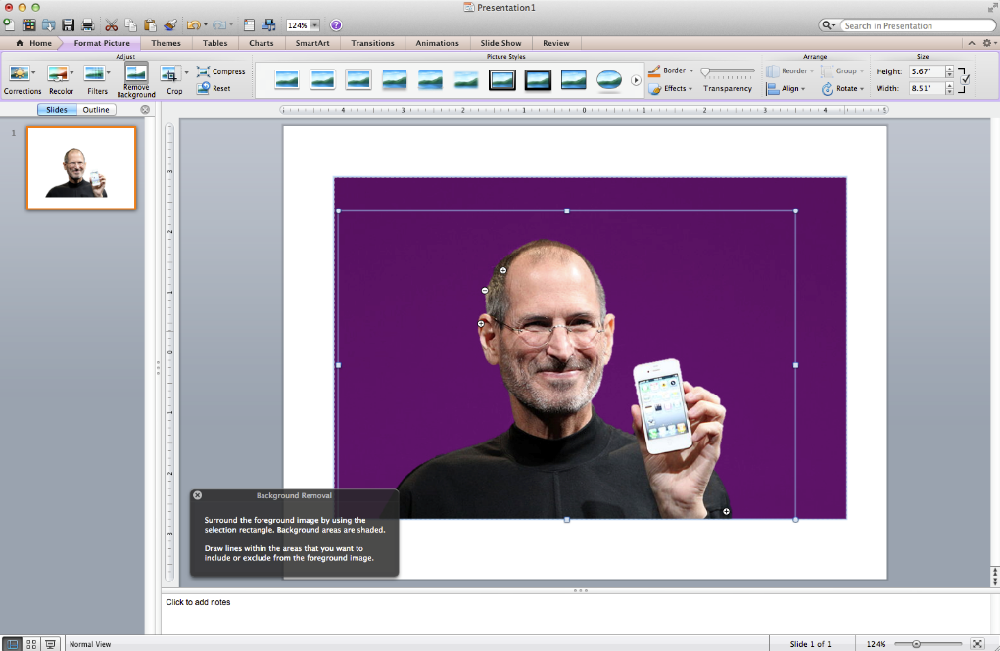 Presentation1
124%
Search in Presentation
Home Format Picture Themes Tables Charts SmartArt Transitions Animations Slide Show Review
Adjust Picture Styles Arrange Size
Corrections Recolor Filters Remove Background Crop
Compress
Reset
Border
Effects
Transparency
Reorder Group
Align Rotate
Height: 5.67"
Width: 8.51"
Slides Outline
1
4 3 2 1 0 1 2 3 4 5
3
2
1
0
1
2
3
Background Removal
Surround the foreground image by using the
selection rectangle. Background areas are shaded.
Draw lines within the areas that you want to
include or exclude from the foreground image.
Click to add notes
Normal View Slide 1 of 1 124%